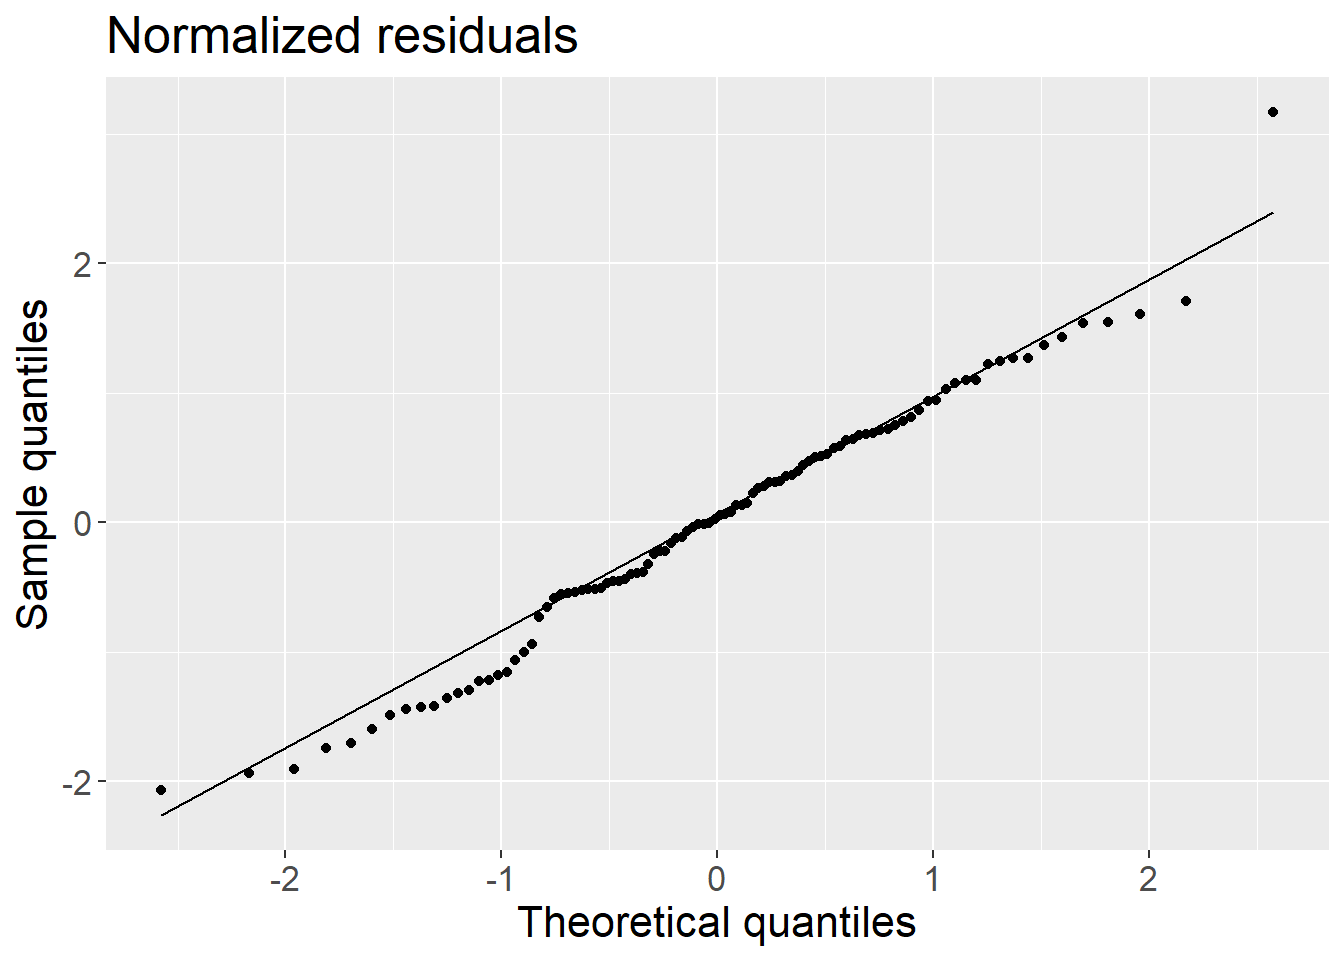 Normalized residuals
Sample quantiles
2
0
-2
-2
-1
0
1
2
Theoretical quantiles